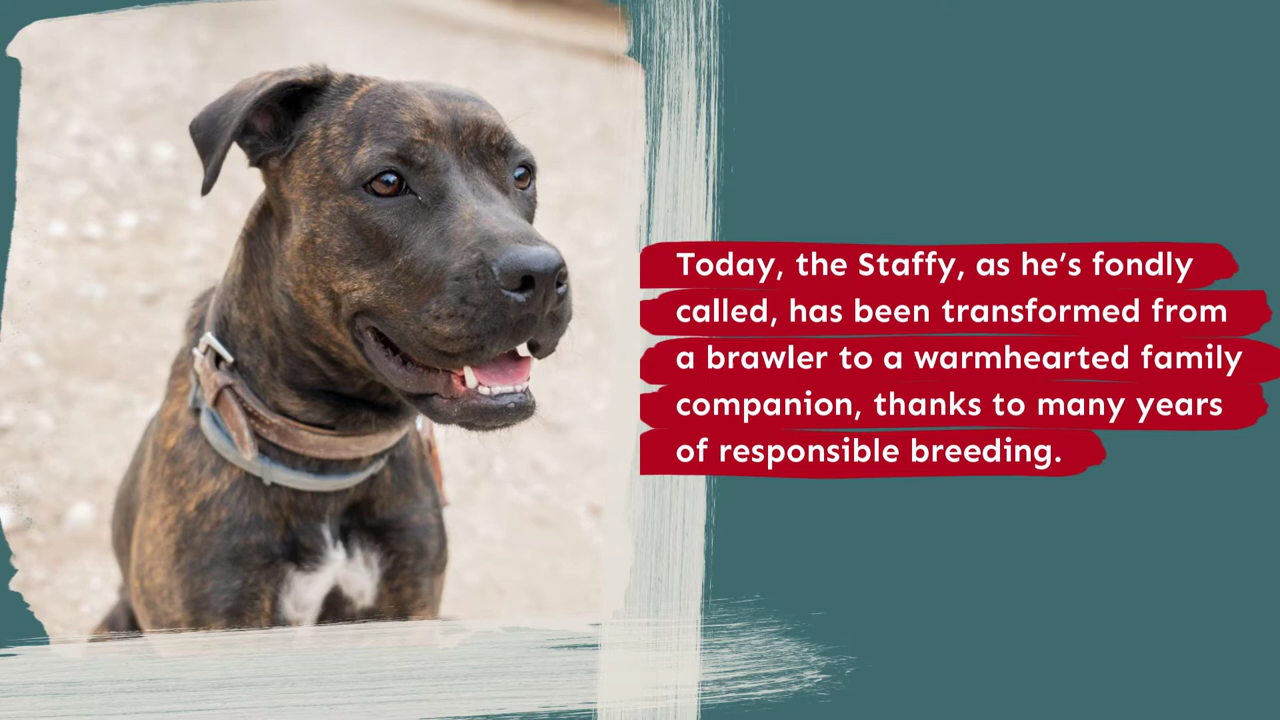 Today, the Staffy, as he’s fondly
called, has been transformed from
a brawler to a warmhearted family
companion, thanks to many years
of responsible breeding.